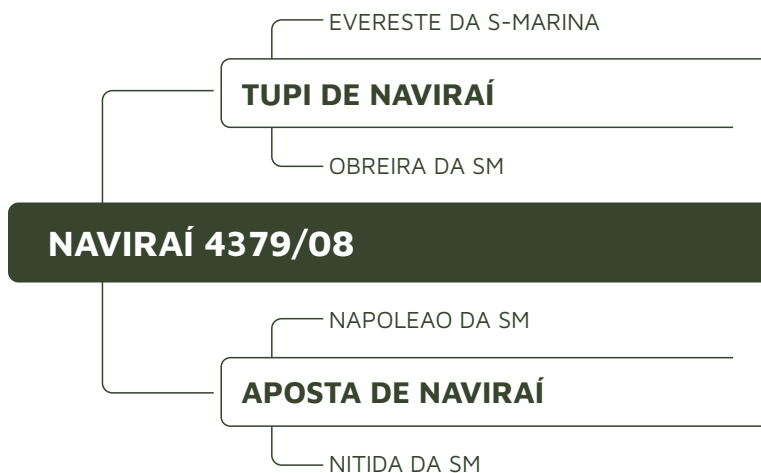 EVERESTE DA S-MARINA
TUPI DE NAVIRAÍ
OBREIRA DA SM
NAVIRAÍ 4379/08
NAPOLEAO DA SM
APOSTA DE NAVIRAÍ
NITIDA DA SM